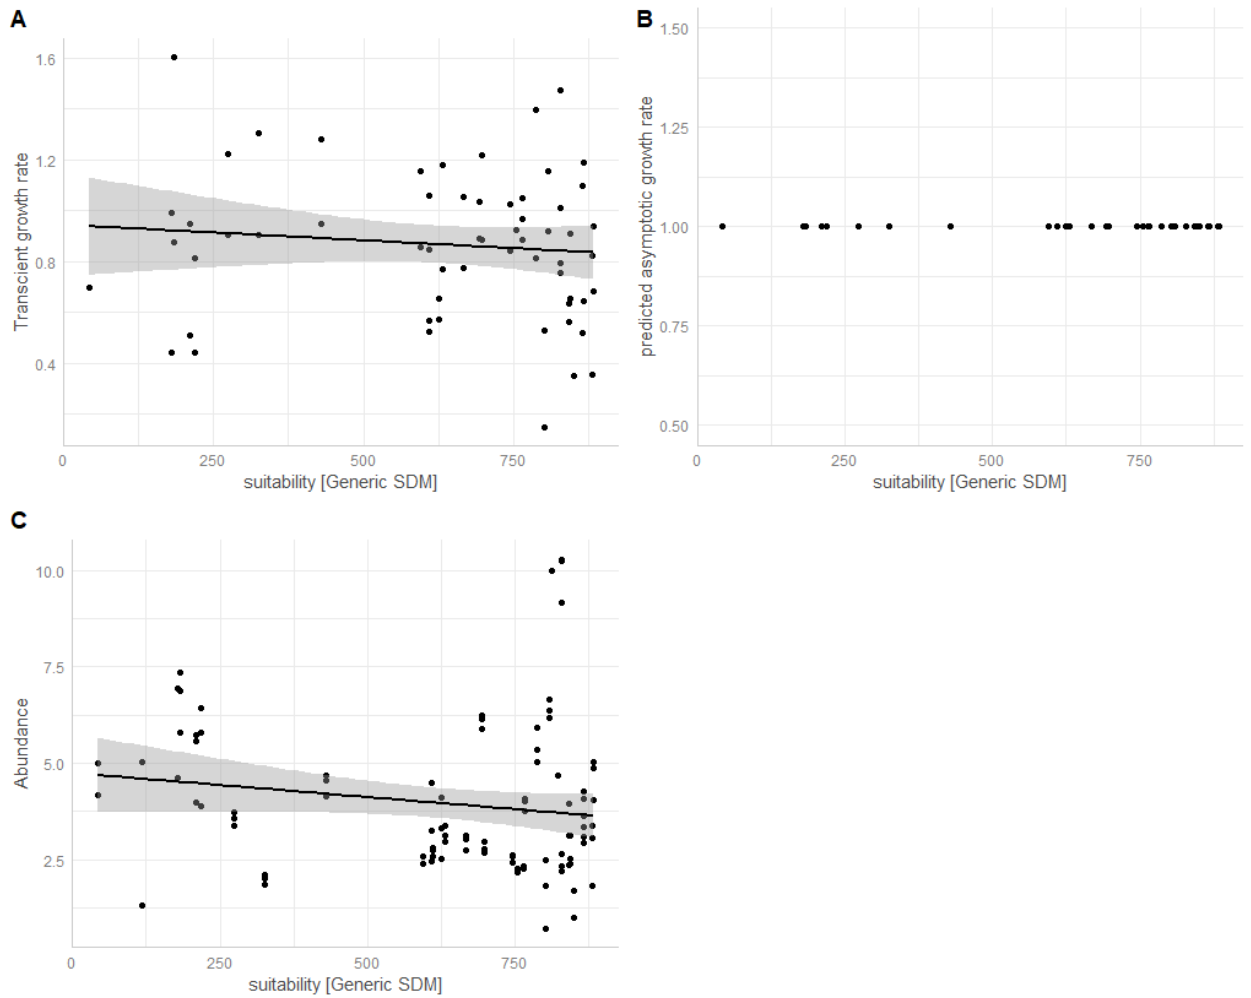 A
Transient growth rate
1.6
1.2
0.8
0.4
0
250
500
750
suitability [Generic SDM]
B
predicted asymptotic growth rate
1.50
1.25
1.00
0.75
0.50
0
250
500
750
suitability [Generic SDM]
C
Abundance
10.0
7.5
5.0
2.5
0
250
500
750
suitability [Generic SDM]